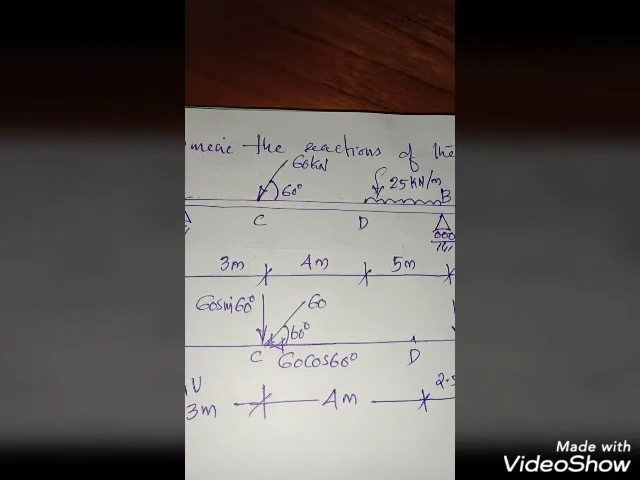 the reactions of the
60KN
60°
25KN/m
B
C
D
3m
4m
5m
60sin60°
60
60°
C
60cos60°
D
3m
4m
Made with
VideoShow